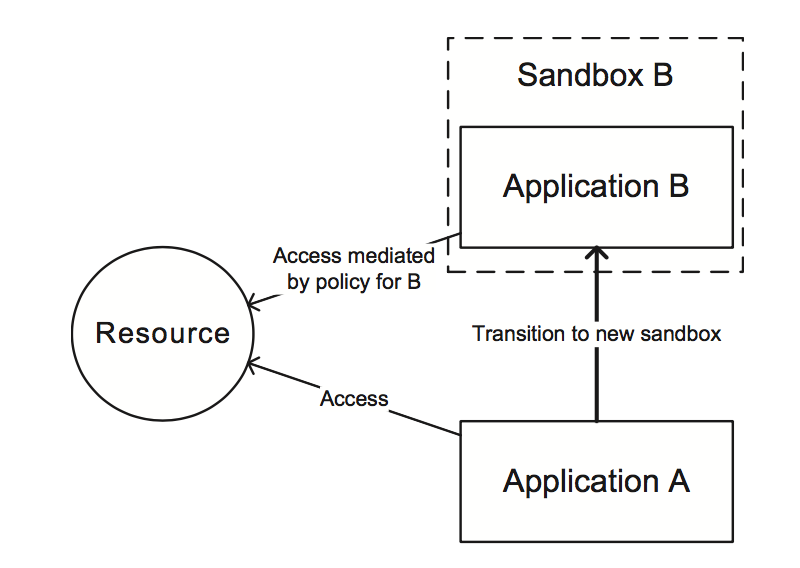 Sandbox B
Application B
Access mediated
by policy for B
Resource
Transition to new sandbox
Access
Application A